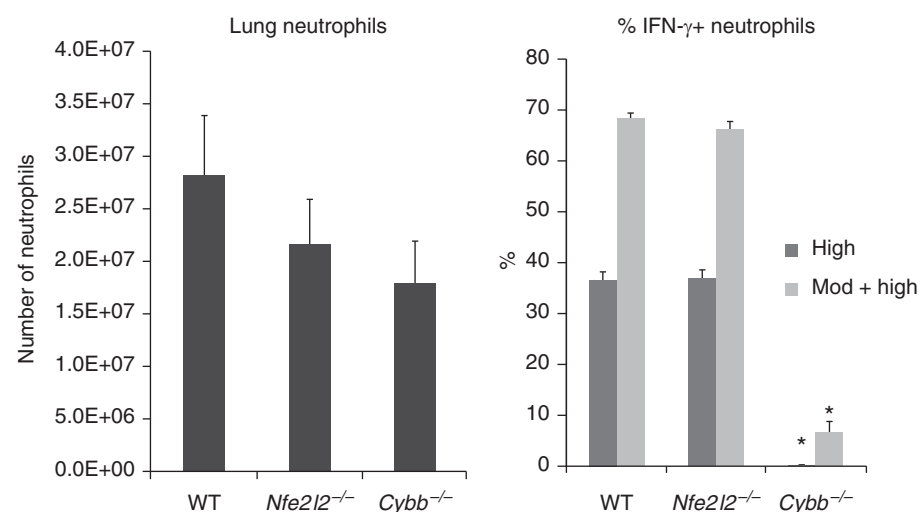 Lung neutrophils
4.0E+07
3.5E+07
3.0E+07
2.5E+07
2.0E+07
1.5E+07
1.0E+07
5.0E+06
0.0E+00
Number of neutrophils
WT Nfe2l2–/– Cybb–/–
% IFN-γ+ neutrophils
80
70
60
50
40
30
20
10
0
%
High
Mod + high
* *
WT Nfe2l2–/– Cybb–/–